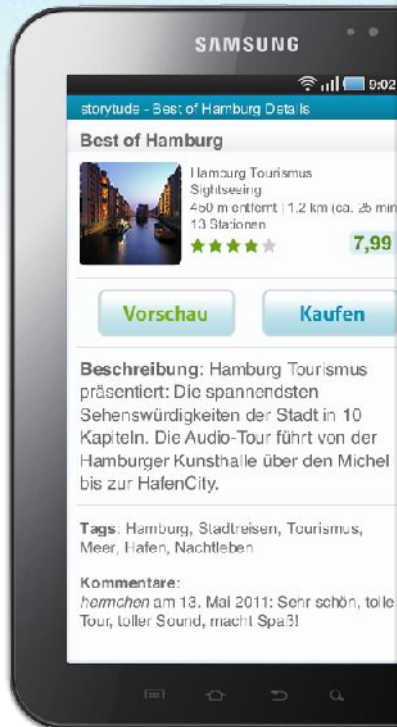 SAMSUNG
9:02
storytude - Best of Hamburg Details
Best of Hamburg
Hamburg Tourismus
Sightseeing
450 m entfernt | 1,2 km (ca. 25 min
13 Stationen
7,99
Vorschau
Kaufen
Beschreibung: Hamburg Tourismus
präsentiert: Die spannendsten
Sehenswürdigkeiten der Stadt in 10
Kapiteln. Die Audio-Tour führt von der
Hamburger Kunsthalle über den Michel
bis zur HafenCity.
Tags: Hamburg, Stadtreisen, Tourismus,
Meer, Hafen, Nachtleben
Kommentare:
hermchen am 13. Mai 2011: Sehr schön, tolle
Tour, toller Sound, macht Spaß!